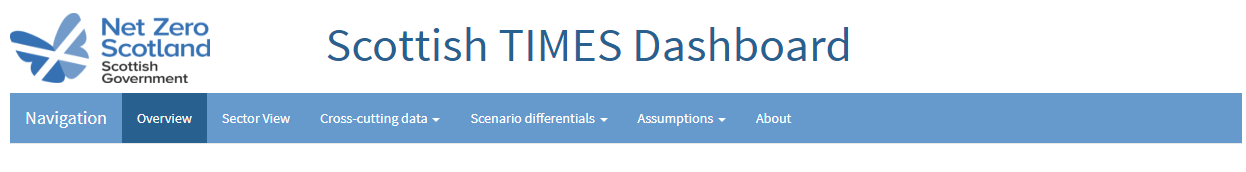 Net Zero
Scotland
Scottish
Government
Scottish TIMES Dashboard
Navigation Overview Sector View Cross-cutting data Scenario differentials Assumptions About